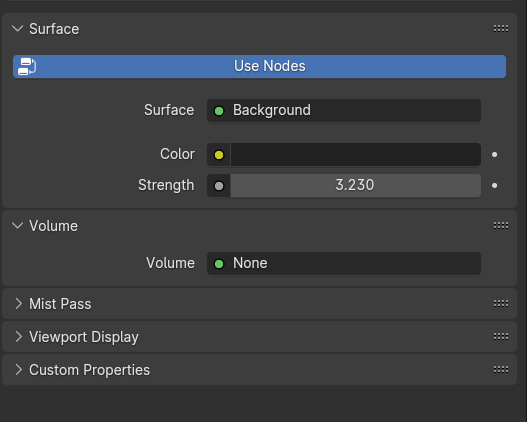 Surface
Use Nodes
Surface Background
Color
Strength 3.230
Volume
Volume None
Mist Pass
Viewport Display
Custom Properties